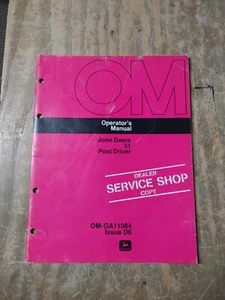 OM
Operator's
Manual
John Deere
51
Post Driver
DEALER
SERVICE SHOP
COPY
OM-GA11084
Issue D6